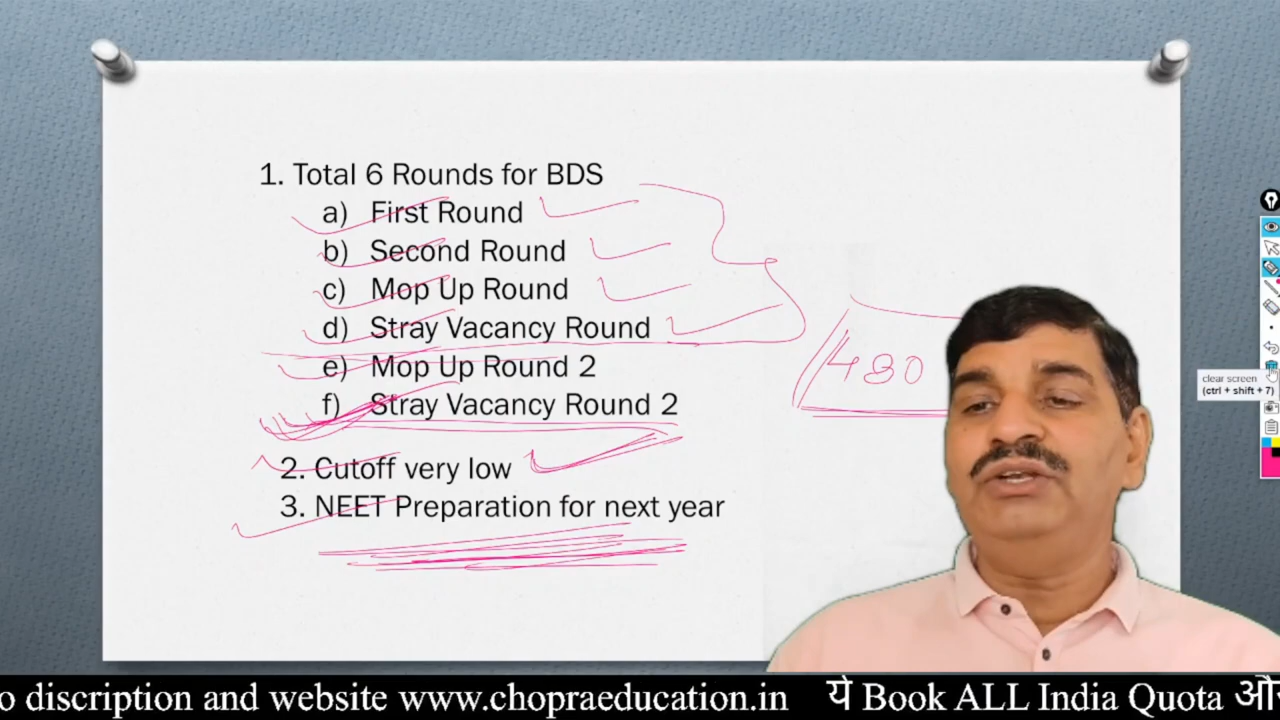 1. Total 6 Rounds for BDS
a) First Round
b) Second Round
c) Mop Up Round
d) Stray Vacancy Round
e) Mop Up Round 2
f) Stray Vacancy Round 2
2. Cutoff very low
3. NEET Preparation for next year
480
clear screen
(ctrl + shift + 7)
o discription and website www.chopraeducation.in ये Book ALL India Quota औ